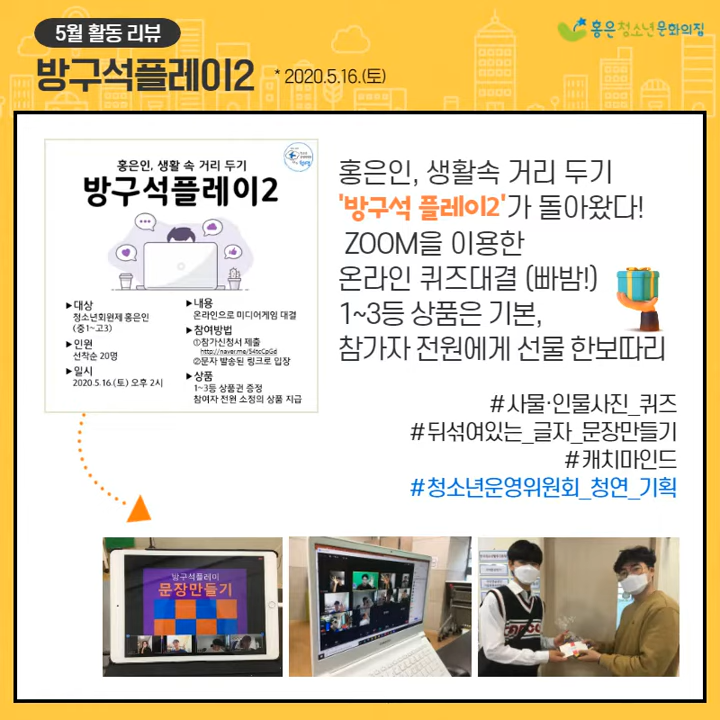 5월 활동 리뷰
방구석플레이2
* 2020.5.16.(토)
홍은청소년문화의집
홍은인, 생활 속 거리 두기
방구석플레이2
▶대상
청소년회원제 홍은인
(중1~고3)
▶인원
선착순 20명
▶일시
2020.5.16.(토) 오후 2시
▶내용
온라인으로 미디어게임 대결
▶참여방법
①참가신청서 제출
http://naver.me/54tcCpGd
②문자 발송된 링크로 입장
▶상품
1~3등 상품권 증정
참여자 전원 소정의 상품 지급
홍은인, 생활속 거리 두기
'방구석 플레이2'가 돌아왔다!
ZOOM을 이용한
온라인 퀴즈대결 (빠밤!)
1~3등 상품은 기본,
참가자 전원에게 선물 한보따리
#사물·인물사진_퀴즈
#뒤섞여있는_글자_문장만들기
#캐치마인드
#청소년운영위원회_청연_기획
방구석플레이
문장만들기